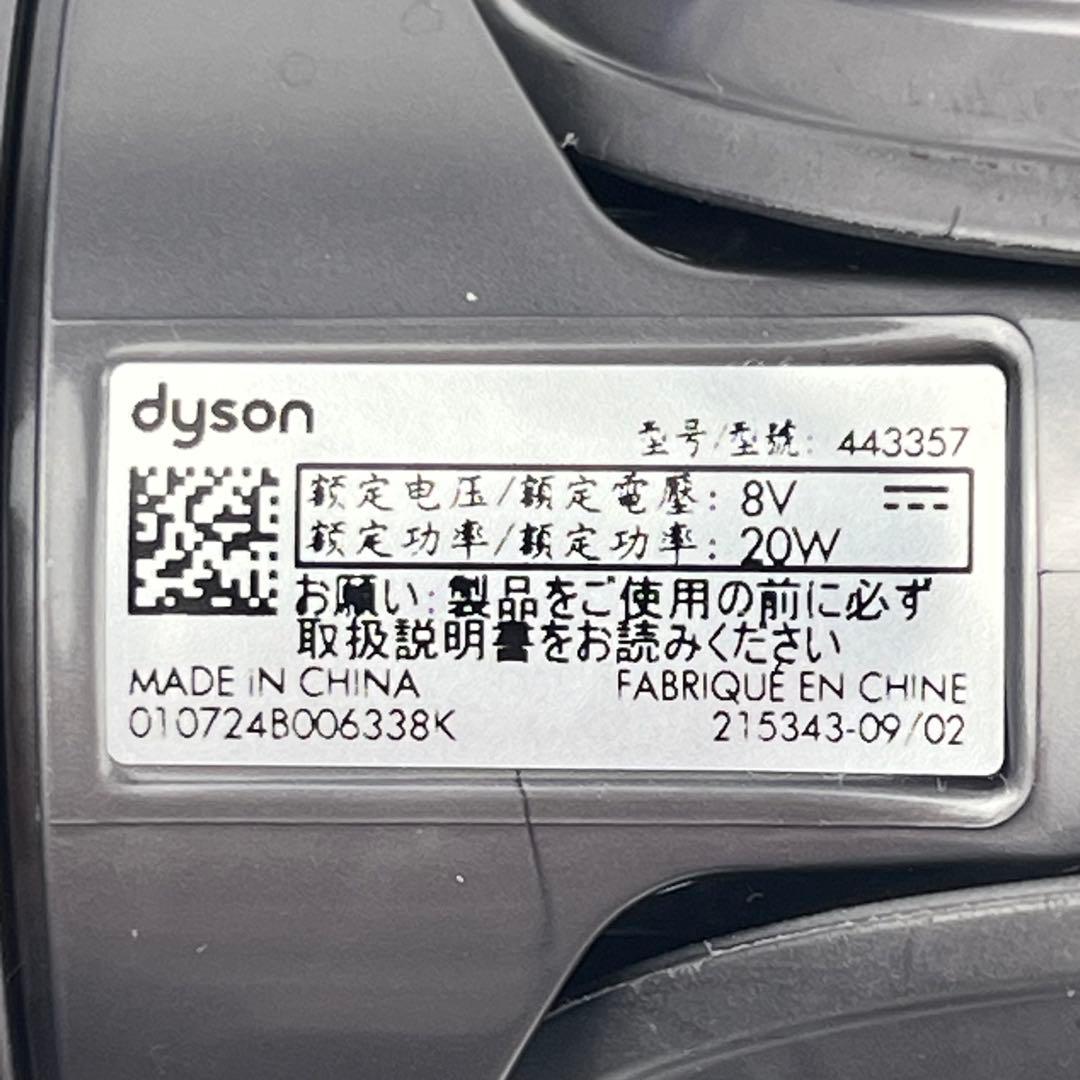 dyson
型号/型號: 443357
额定电压/額定電壓: 8V
额定功率/額定功率: 20W
お願い: 製品をご使用の前に必ず
取扱説明書をお読みください
MADE IN CHINA
FABRIQUÉ EN CHINE
010724B006338K
215343-09/02